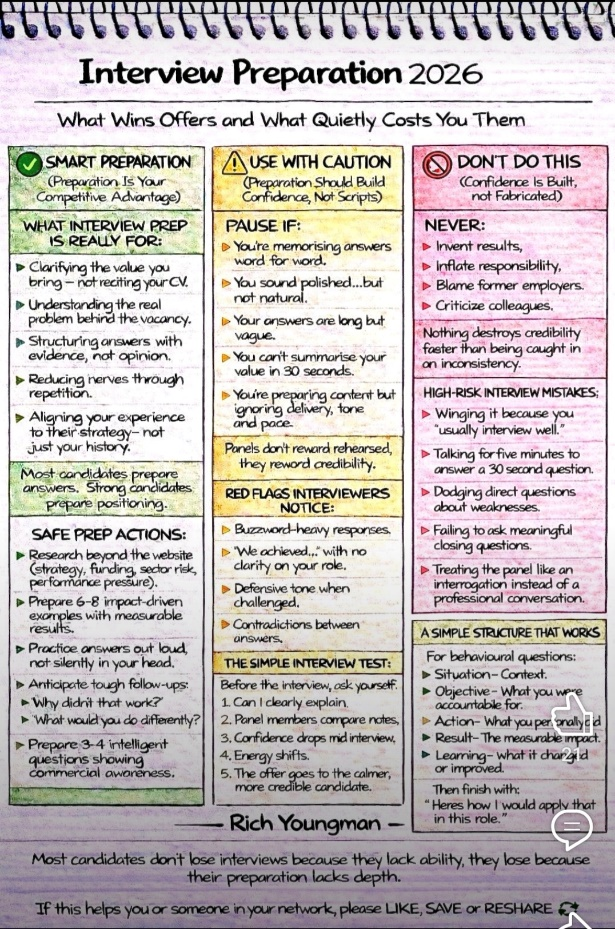 Interview Preparation 2026
What Wins Offers and What Quietly Costs You Them
SMART PREPARATION
(Preparation Is Your
Competitive Advantage)
WHAT INTERVIEW PREP
IS REALLY FOR:
Clarifying the value you
bring – not reciting your CV.
Understanding the real
problem behind the vacancy.
Structuring answers with
evidence, not opinion.
Reducing nerves through
repetition.
Aligning your experience
to their strategy– not
just your history.
Most candidates prepare
answers. Strong candidates
prepare positioning.
SAFE PREP ACTIONS:
Research beyond the website
(strategy, funding, sector risk,
performance pressure).
Prepare 6-8 impact-driven
examples with measurable
results.
Practice answers out loud,
not silently in your head.
Anticipate tough follow-ups:
"Why didn't that work?"
"What would you do differently?"
Prepare 3-4 intelligent
questions showing
commercial awareness.
USE WITH CAUTION
(Preparation Should Build
Confidence, Not Scripts)
PAUSE IF:
You're memorising answers
word for word.
You sound polished...but
not natural.
Your answers are long but
vague.
You can't summarise your
value in 30 seconds.
You're preparing content but
ignoring delivery, tone
and pace.
Panels don't reward rehearsed,
they reword credibility.
RED FLAGS INTERVIEWERS
NOTICE:
Buzzword-heavy responses.
"We achieved..." with no
clarity on your role.
Defensive tone when
challenged.
Contradictions between
answers.
THE SIMPLE INTERVIEW TEST:
Before the interview, ask yourself.
1. Can I clearly explain.
2. Panel members compare notes,
3. Confidence drops mid interview,
4. Energy shifts.
5. The offer goes to the calmer,
more credible candidate.
DON'T DO THIS
(Confidence Is Built,
not Fabricated)
NEVER:
Invent results,
Inflate responsibility,
Blame former employers.
Criticize colleagues.
Nothing destroys credibility
faster than being caught in
an inconsistency.
HIGH-RISK INTERVIEW MISTAKES:
Winging it because you
"usually interview well."
Talking for five minutes to
answer a 30 second question.
Dodging direct questions
about weaknesses.
Failing to ask meaningful
closing questions.
Treating the panel like an
interrogation instead of a
professional conversation.
A SIMPLE STRUCTURE THAT WORKS
For behavioural questions:
Situation– Context.
Objective – What you were
accountable for.
Action– What you personally did
Result– The measurable impact.
Learning– what it changed
or improved.
Then finish with:
"Here's how I would apply that
in this role."
21
— Rich Youngman –
Most candidates don't lose interviews because they lack ability, they lose because
their preparation lacks depth.
If this helps you or someone in your network, please LIKE, SAVE or RESHARE